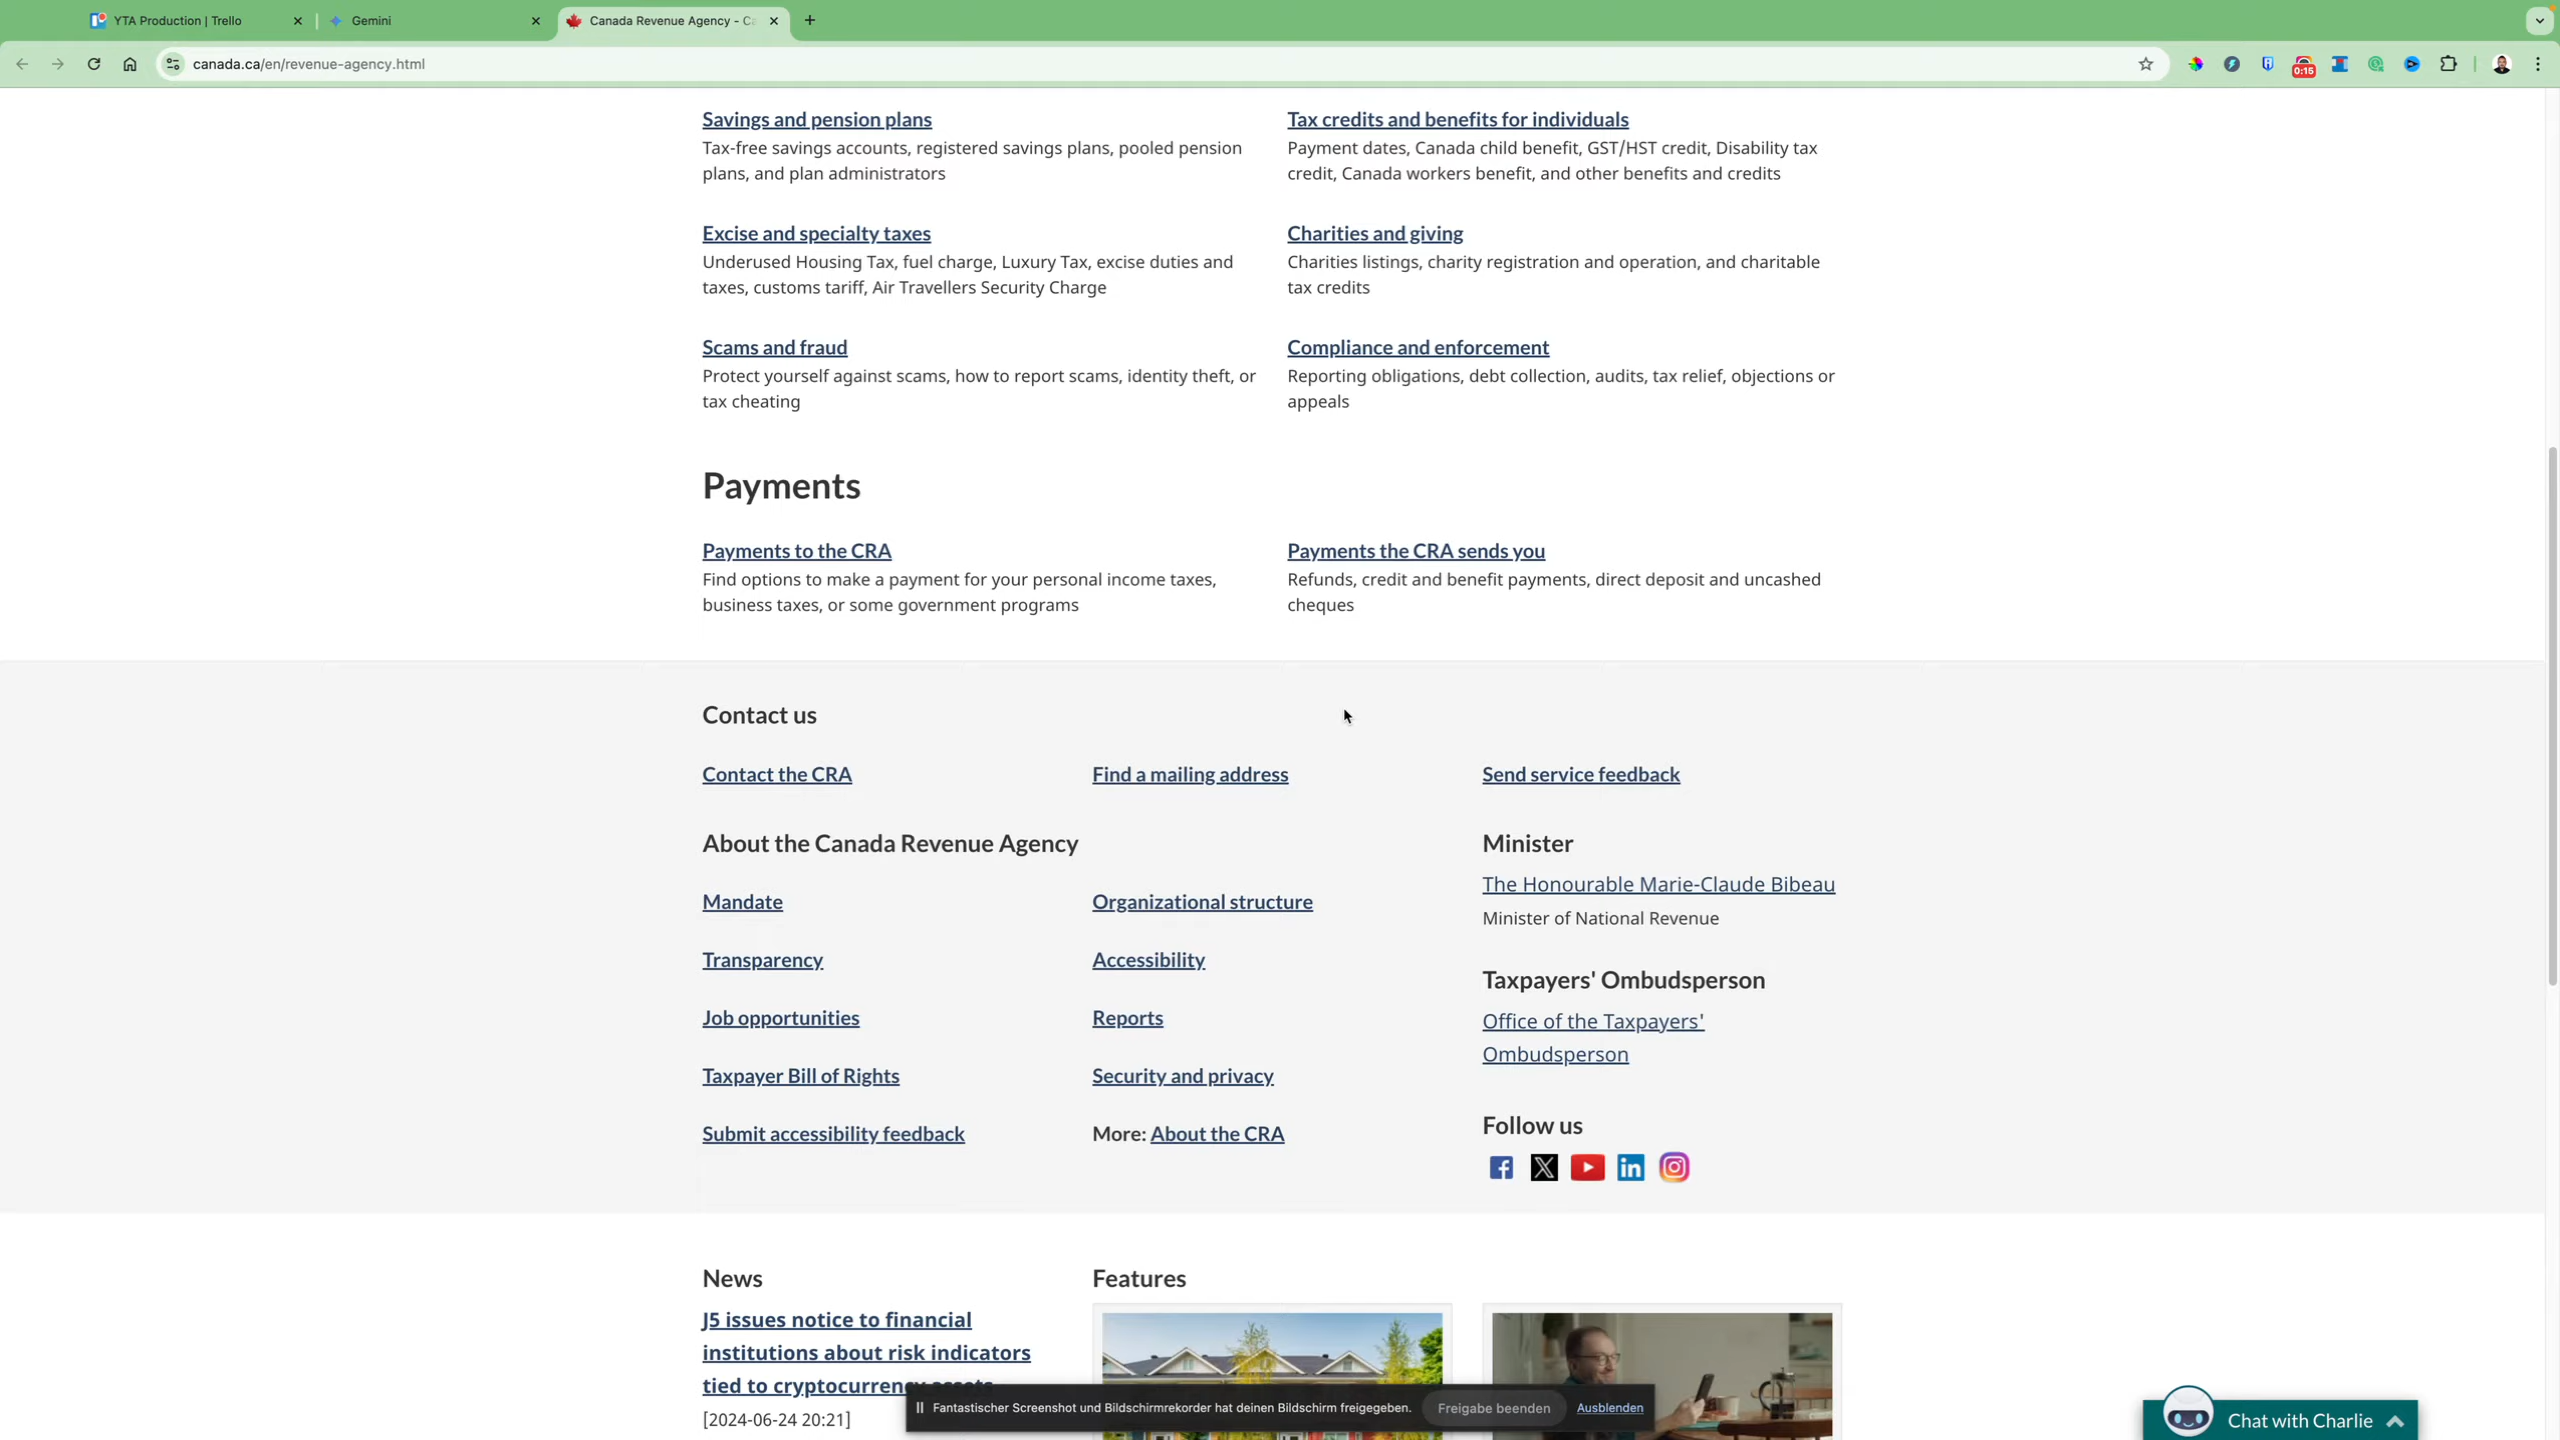 YTA Production | Trello
Gemini
Canada Revenue Agency - Ca
canada.ca/en/revenue-agency.html
0:15
Savings and pension plans
Tax-free savings accounts, registered savings plans, pooled pension
plans, and plan administrators
Tax credits and benefits for individuals
Payment dates, Canada child benefit, GST/HST credit, Disability tax
credit, Canada workers benefit, and other benefits and credits
Excise and specialty taxes
Underused Housing Tax, fuel charge, Luxury Tax, excise duties and
taxes, customs tariff, Air Travellers Security Charge
Charities and giving
Charities listings, charity registration and operation, and charitable
tax credits
Scams and fraud
Protect yourself against scams, how to report scams, identity theft, or
tax cheating
Compliance and enforcement
Reporting obligations, debt collection, audits, tax relief, objections or
appeals
Payments
Payments to the CRA
Find options to make a payment for your personal income taxes,
business taxes, or some government programs
Payments the CRA sends you
Refunds, credit and benefit payments, direct deposit and uncashed
cheques
Contact us
Contact the CRA
Find a mailing address
Send service feedback
About the Canada Revenue Agency
Mandate
Organizational structure
Transparency
Accessibility
Job opportunities
Reports
Taxpayer Bill of Rights
Security and privacy
Submit accessibility feedback
More: About the CRA
Minister
The Honourable Marie-Claude Bibeau
Minister of National Revenue
Taxpayers' Ombudsperson
Office of the Taxpayers'
Ombudsperson
Follow us
News
J5 issues notice to financial
institutions about risk indicators
tied to cryptocurrency assets
[2024-06-24 20:21]
Features
Fantastischer Screenshot und Bildschirmrekorder hat deinen Bildschirm freigegeben.
Freigabe beenden
Ausblenden
Chat with Charlie